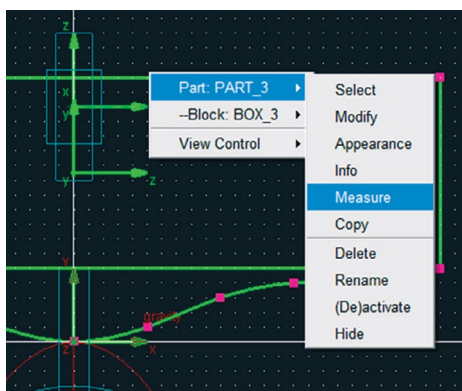 z
x
y
y
z
Part: PART_3
--Block: BOX_3
View Control
Select
Modify
Appearance
Info
Measure
Copy
Delete
Rename
(De)activate
Hide
y
gravity
z
x